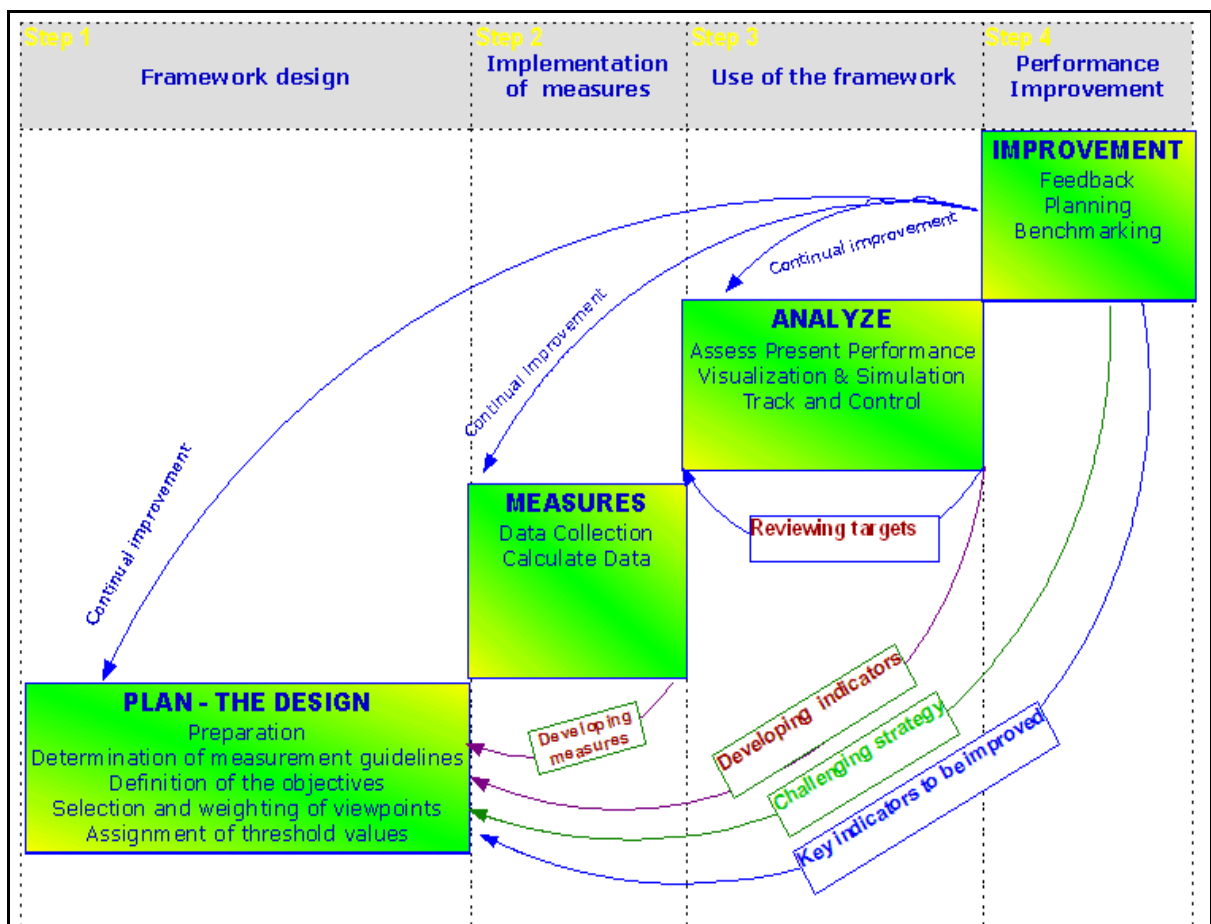 Step 1
Framework design
Step 2
Implementation
of measures
Step 3
Use of the framework
Step 4
Performance
Improvement
IMPROVEMENT
Feedback
Planning
Benchmarking
Continual improvement
ANALYZE
Assess Present Performance
Visualization & Simulation
Track and Control
Continual improvement
Reviewing targets
MEASURES
Data Collection
Calculate Data
Continual improvement
PLAN - THE DESIGN
Preparation
Determination of measurement guidelines
Definition of the objectives
Selection and weighting of viewpoints
Assignment of threshold values
Developing
measures
Developing indicators
Challenging strategy
Key indicators to be improved